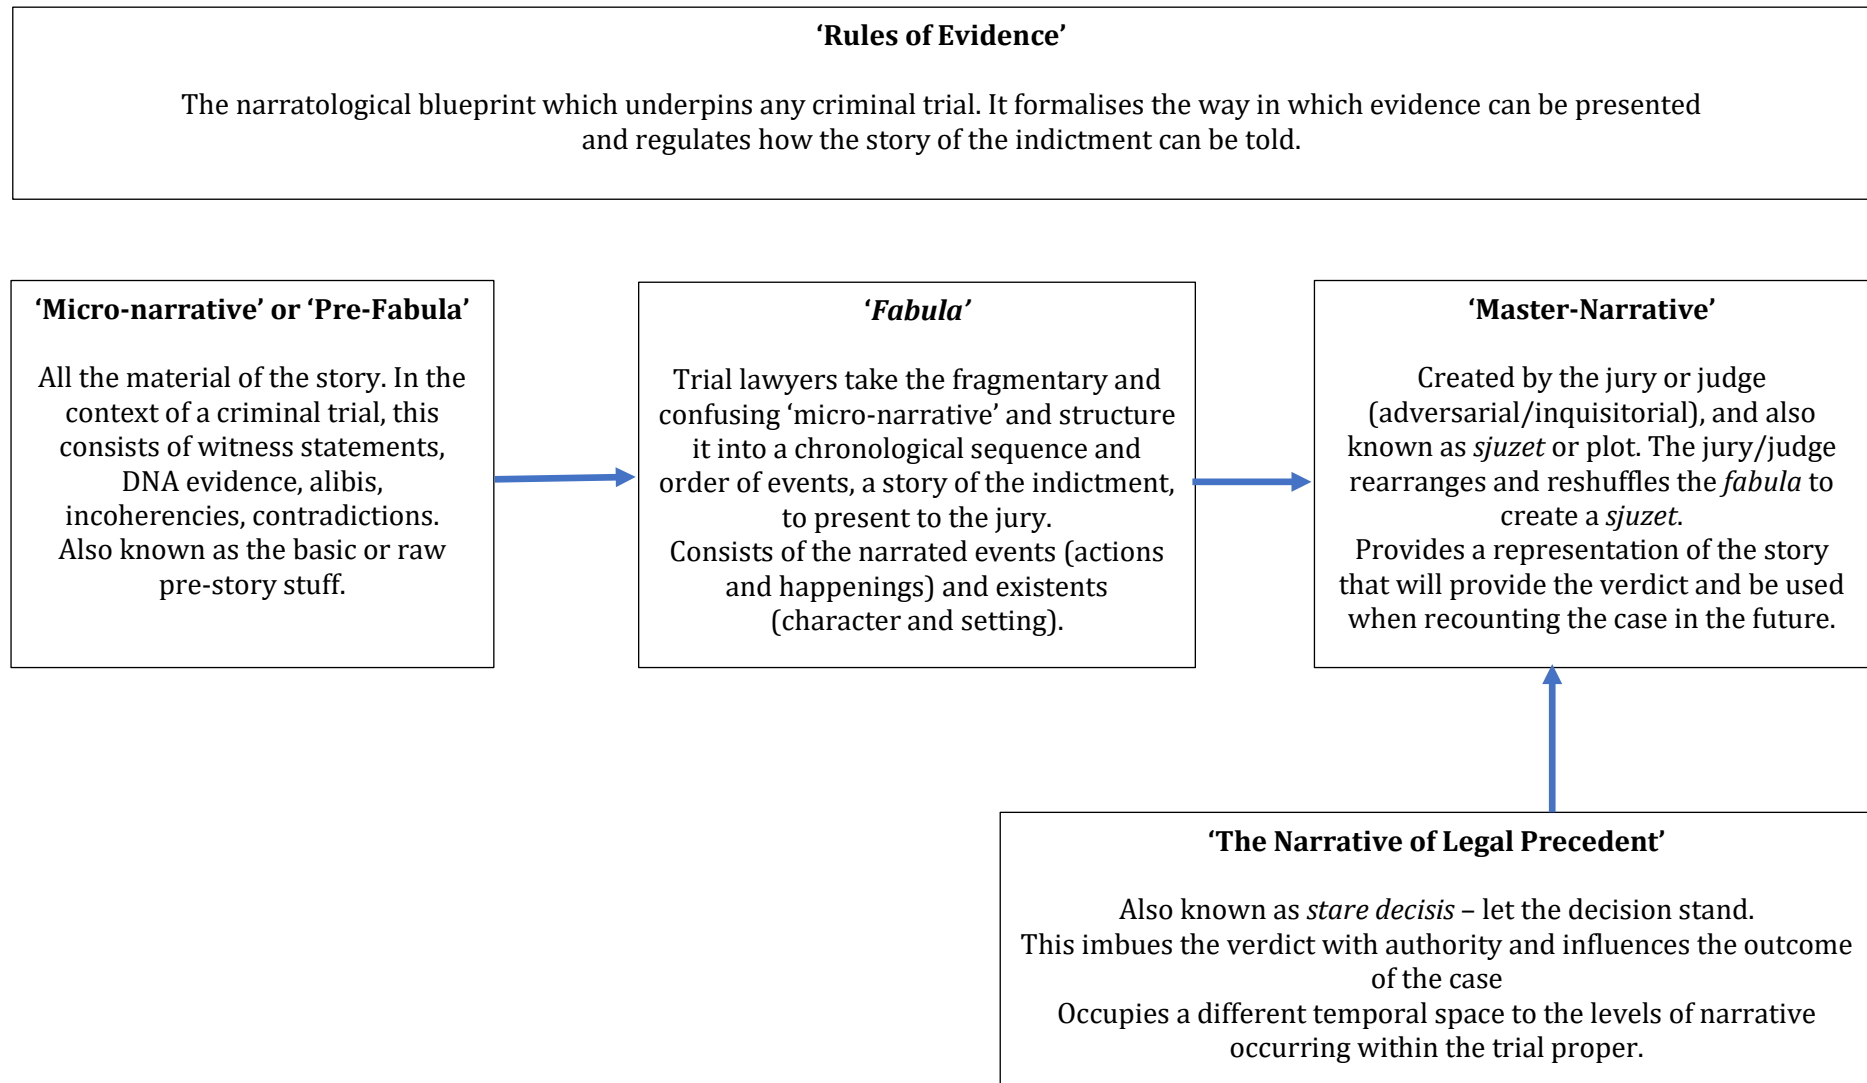 ‘Rules of Evidence’
The narratological blueprint which underpins any criminal trial. It formalises the way in which evidence can be presented
and regulates how the story of the indictment can be told.
‘Micro-narrative’ or ‘Pre-Fabula’
All the material of the story. In the
context of a criminal trial, this
consists of witness statements,
DNA evidence, alibis,
incoherencies, contradictions.
Also known as the basic or raw
pre-story stuff.
‘Fabula’
Trial lawyers take the fragmentary and
confusing ‘micro-narrative’ and structure
it into a chronological sequence and
order of events, a story of the indictment,
to present to the jury.
Consists of the narrated events (actions
and happenings) and existents
(character and setting).
‘Master-Narrative’
Created by the jury or judge
(adversarial/inquisitorial), and also
known as sjuzet or plot. The jury/judge
rearranges and reshuffles the fabula to
create a sjuzet.
Provides a representation of the story
that will provide the verdict and be used
when recounting the case in the future.
‘The Narrative of Legal Precedent’
Also known as stare decisis – let the decision stand.
This imbues the verdict with authority and influences the outcome
of the case
Occupies a different temporal space to the levels of narrative
occurring within the trial proper.